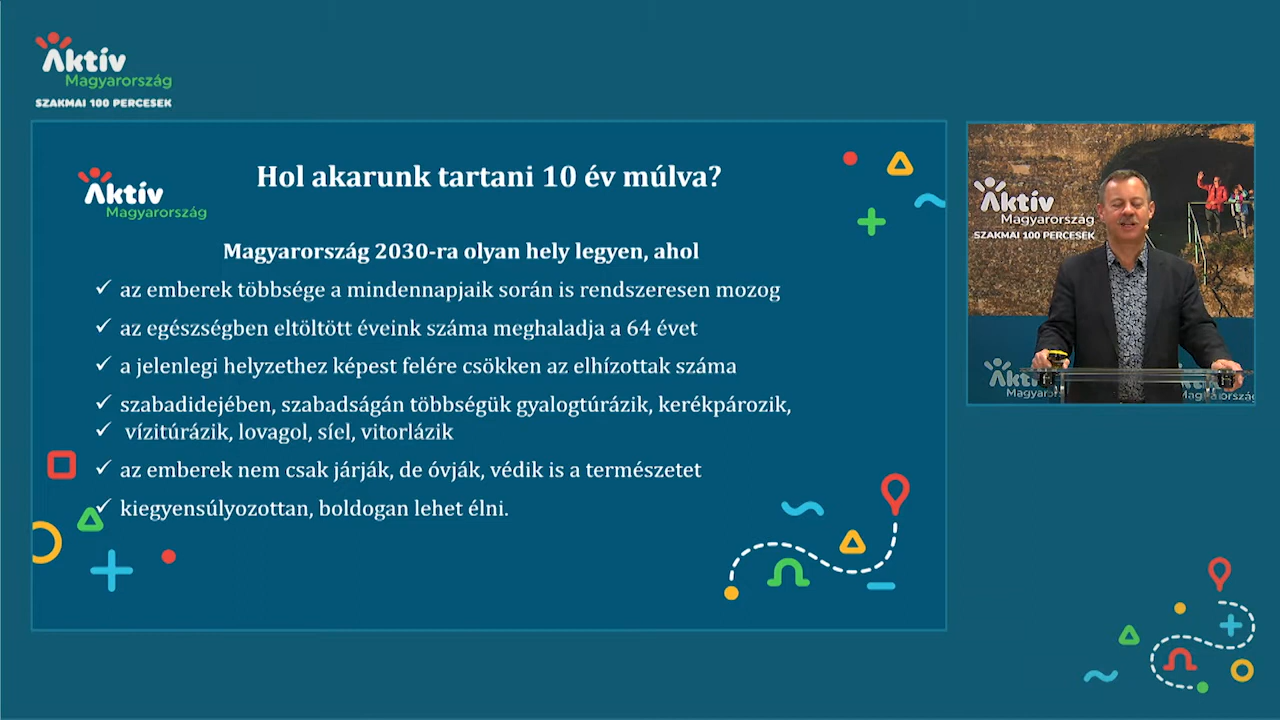 Aktív
Magyarország
SZAKMAI 100 PERCESEK
Aktív
Magyarország
Hol akarunk tartani 10 év múlva?
Magyarország 2030-ra olyan hely legyen, ahol
✓ az emberek többsége a mindennapjaik során is rendszeresen mozog
✓ az egészségben eltöltött éveink száma meghaladja a 64 évet
✓ a jelenlegi helyzethez képest felére csökken az elhízottak száma
✓ szabadidejében, szabadságán többségük gyalogtúrázik, kerékpározik,
✓ vízitúrázik, lovagol, síel, vitorlázik
✓ az emberek nem csak járják, de óvják, védik is a természetet
✓ kiegyensúlyozottan, boldogan lehet élni.
Aktív
Magyarország
SZAKMAI 100 PERCESEK